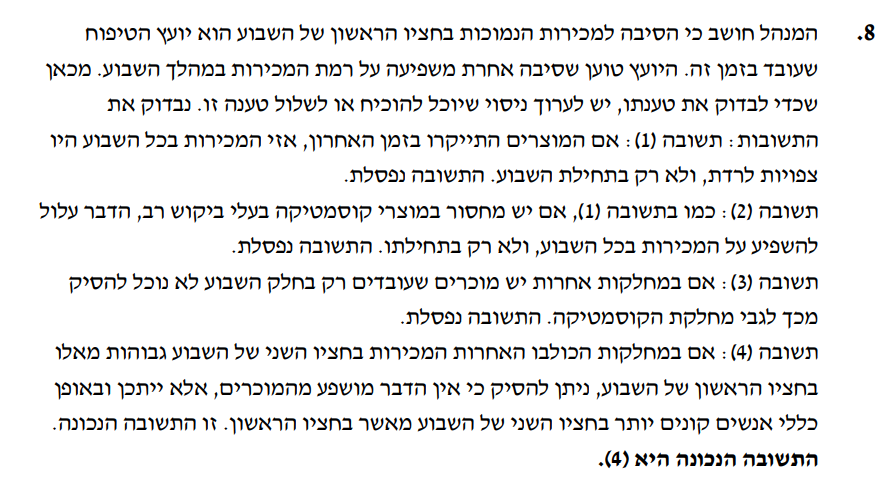 8. המנהל חושב כי הסיבה למכירות הנמוכות בחציו הראשון של השבוע הוא יועץ הטיפוח
שעובד בזמן זה. היועץ טוען שסיבה אחרת משפיעה על רמת המכירות במהלך השבוע. מכאן
שכדי לבדוק את טענתו, יש לערוך ניסוי שיוכל להוכיח או לשלול טענה זו. נבדוק את
התשובות: תשובה (1): אם המוצרים התייקרו בזמן האחרון, אזי המכירות בכל השבוע היו
צפויות לרדת, ולא רק בתחילת השבוע. התשובה נפסלת.
תשובה (2): כמו בתשובה (1), אם יש מחסור במוצרי קוסמטיקה בעלי ביקוש רב, הדבר עלול
להשפיע על המכירות בכל השבוע, ולא רק בתחילתו. התשובה נפסלת.
תשובה (3): אם במחלקות אחרות יש מוכרים שעובדים רק בחלק השבוע לא נוכל להסיק
מכך לגבי מחלקת הקוסמטיקה. התשובה נפסלת.
תשובה (4): אם במחלקות הכולבו האחרות המכירות בחציו השני של השבוע גבוהות מאלו
בחציו הראשון של השבוע, ניתן להסיק כי אין הדבר מושפע מהמוכרים, אלא ייתכן ובאופן
כללי אנשים קונים יותר בחציו השני של השבוע מאשר בחציו הראשון. זו התשובה הנכונה.
התשובה הנכונה היא (4).